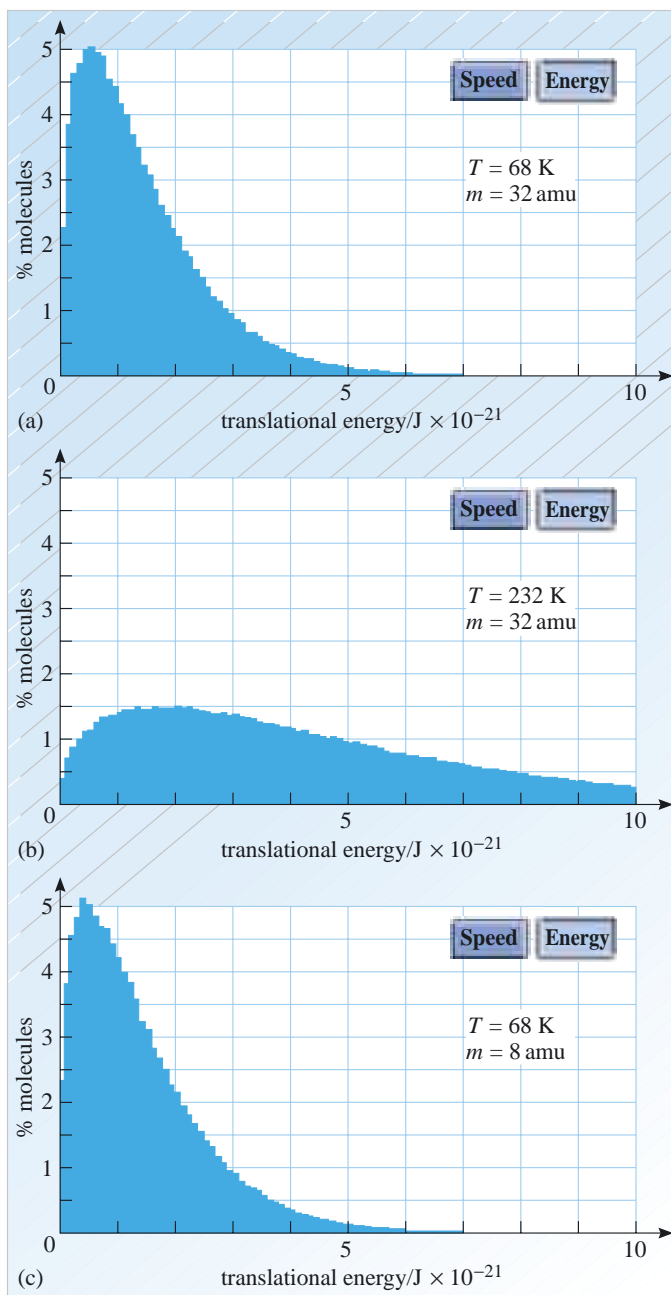 5
Speed Energy
4
T = 68 K
m = 32 amu
3
% molecules
2
1
0
5
10
(a)
translational energy/J × 10⁻²¹
5
Speed Energy
4
T = 232 K
m = 32 amu
3
% molecules
2
1
0
5
10
(b)
translational energy/J × 10⁻²¹
5
Speed Energy
4
T = 68 K
m = 8 amu
3
% molecules
2
1
0
5
10
(c)
translational energy/J × 10⁻²¹